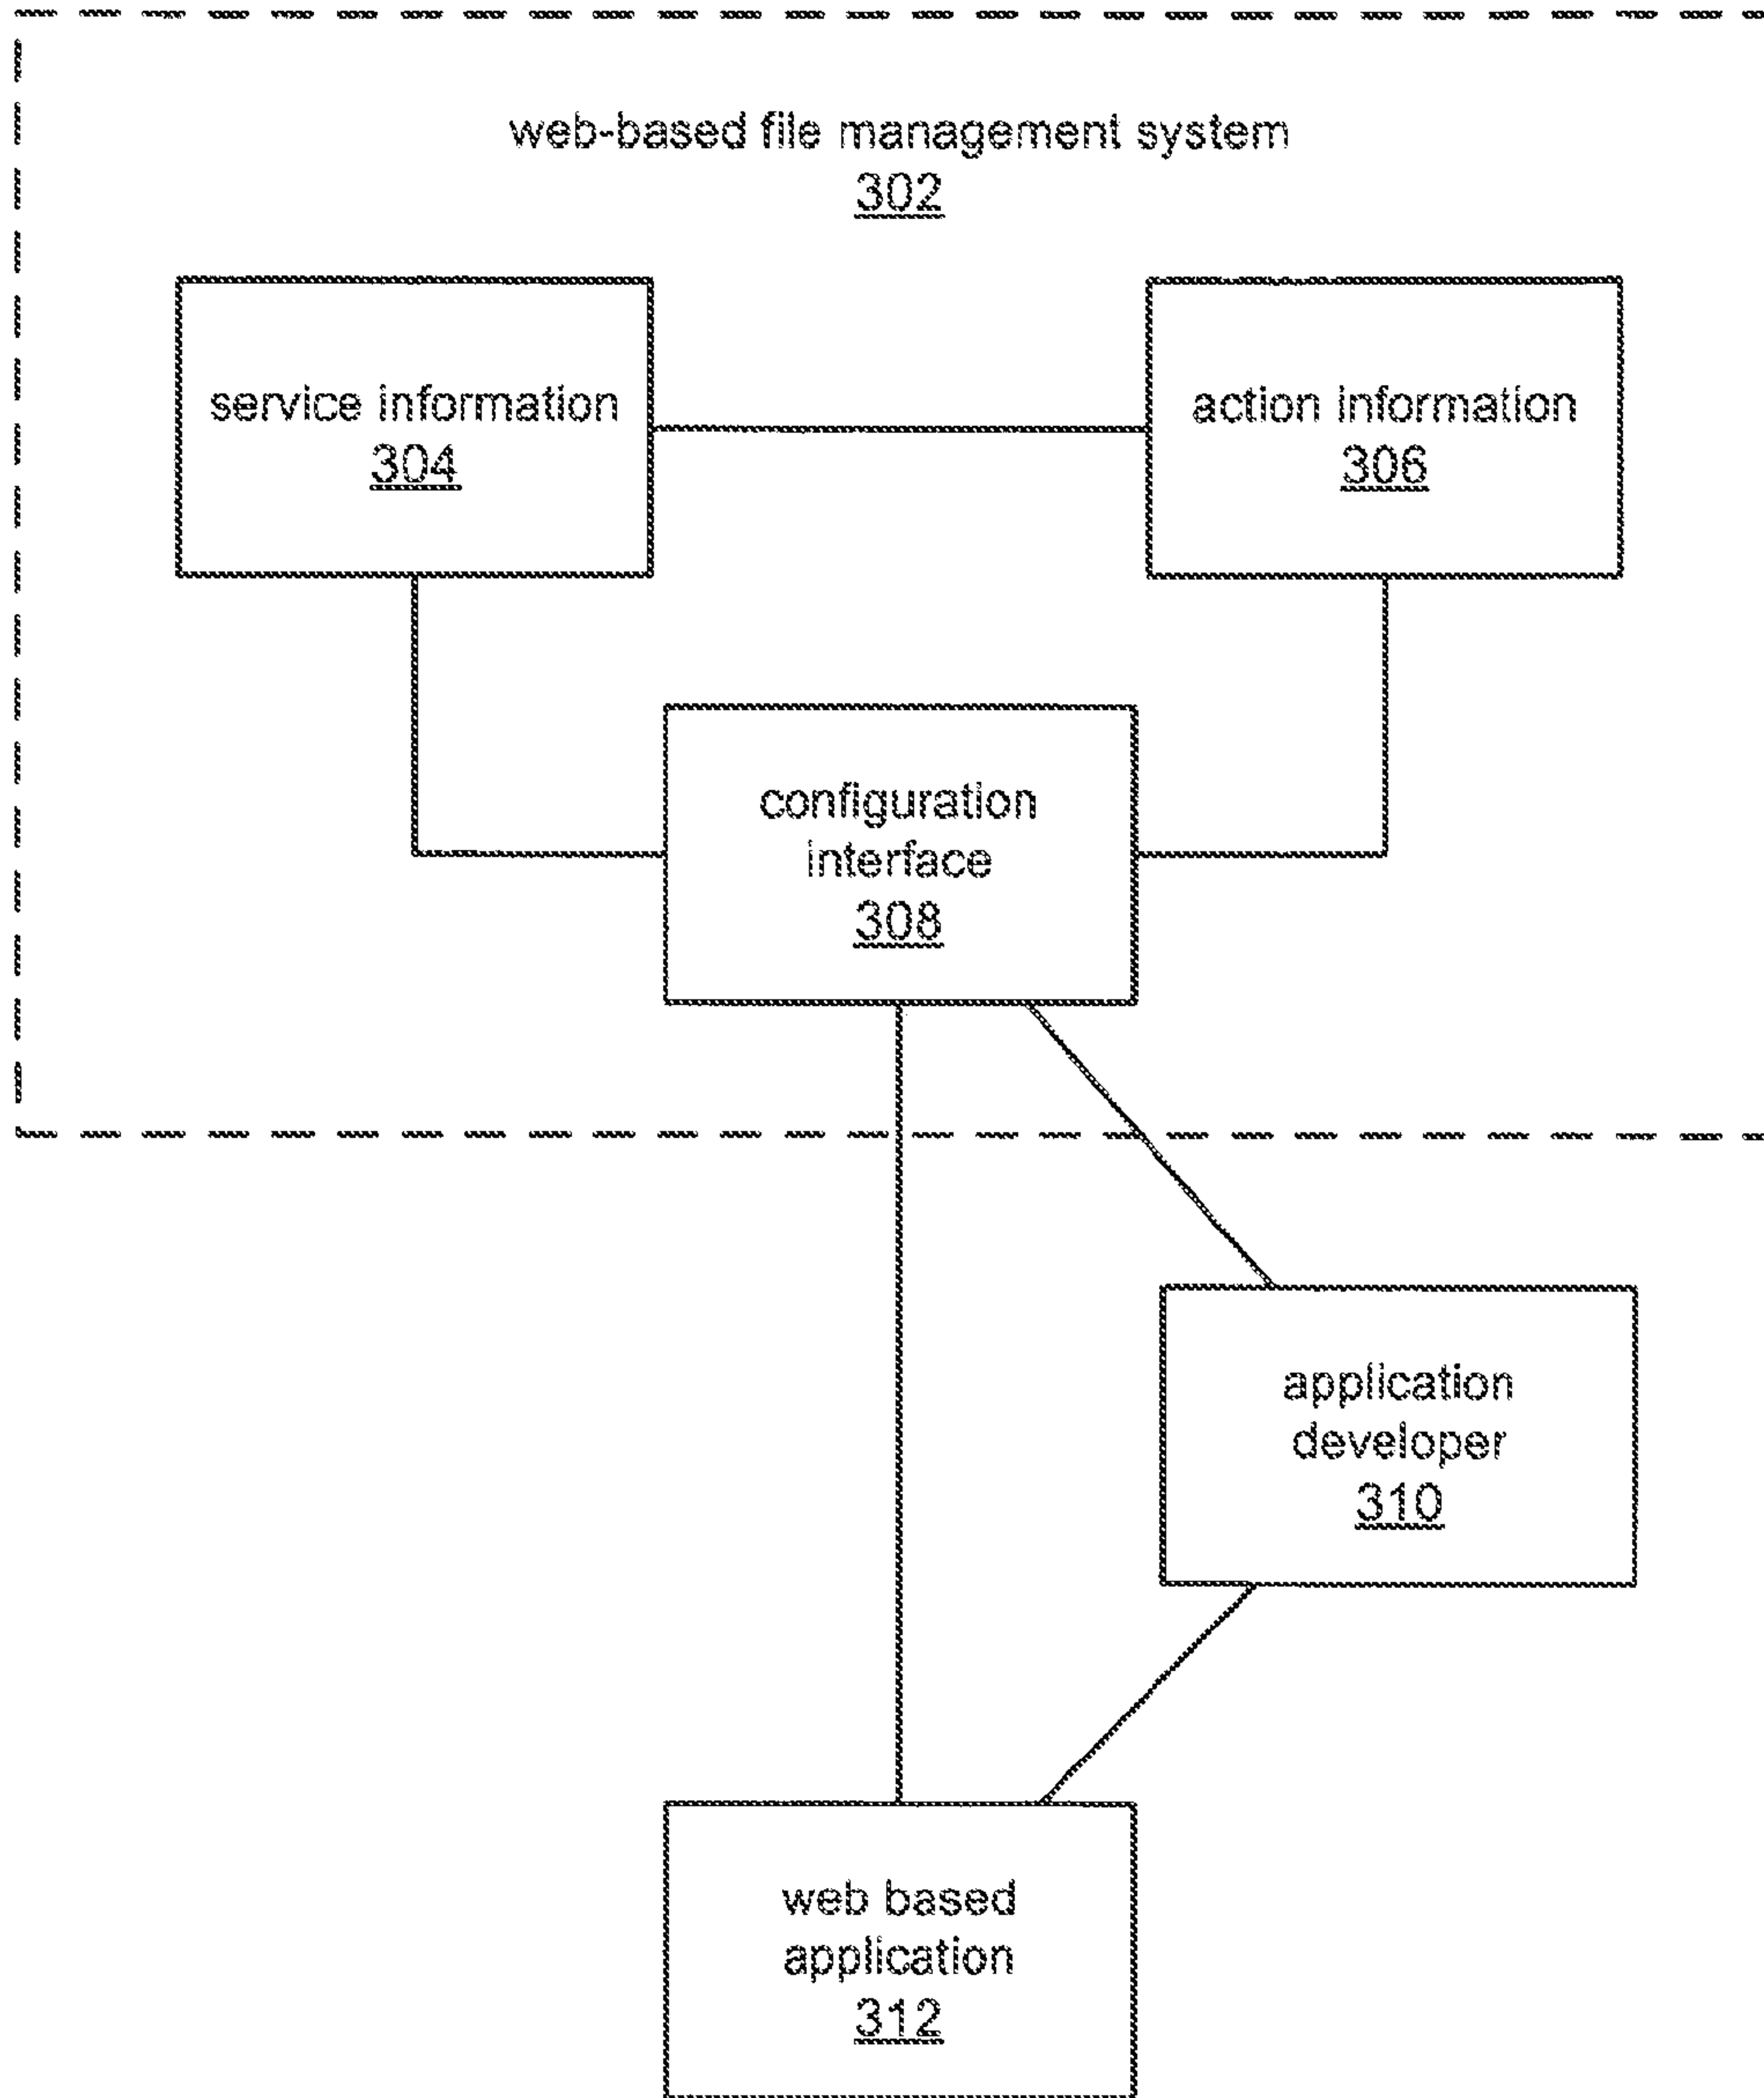 web-based file management system
302
service information
304
action information
306
configuration
interface
308
application
developer
310
web based
application
312